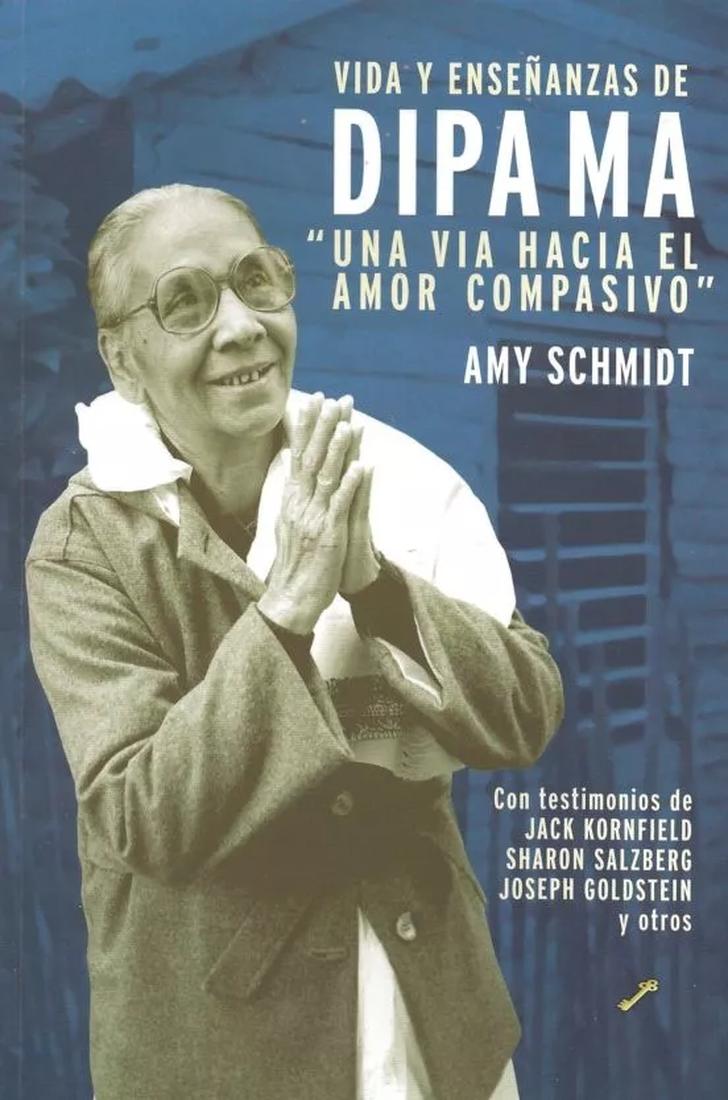 VIDA Y ENSEÑANZAS DE
DIPA MA
“UNA VIA HACIA EL
AMOR COMPASIVO”
AMY SCHMIDT
Con testimonios de
JACK KORNFIELD
SHARON SALZBERG
JOSEPH GOLDSTEIN
y otros